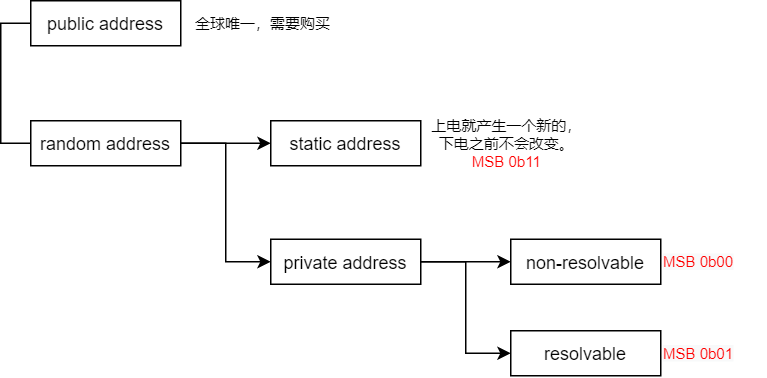 public address
全球唯一，需要购买
random address
static address
上电就产生一个新的，
下电之前不会改变。
MSB 0b11
private address
non-resolvable
MSB 0b00
resolvable
MSB 0b01